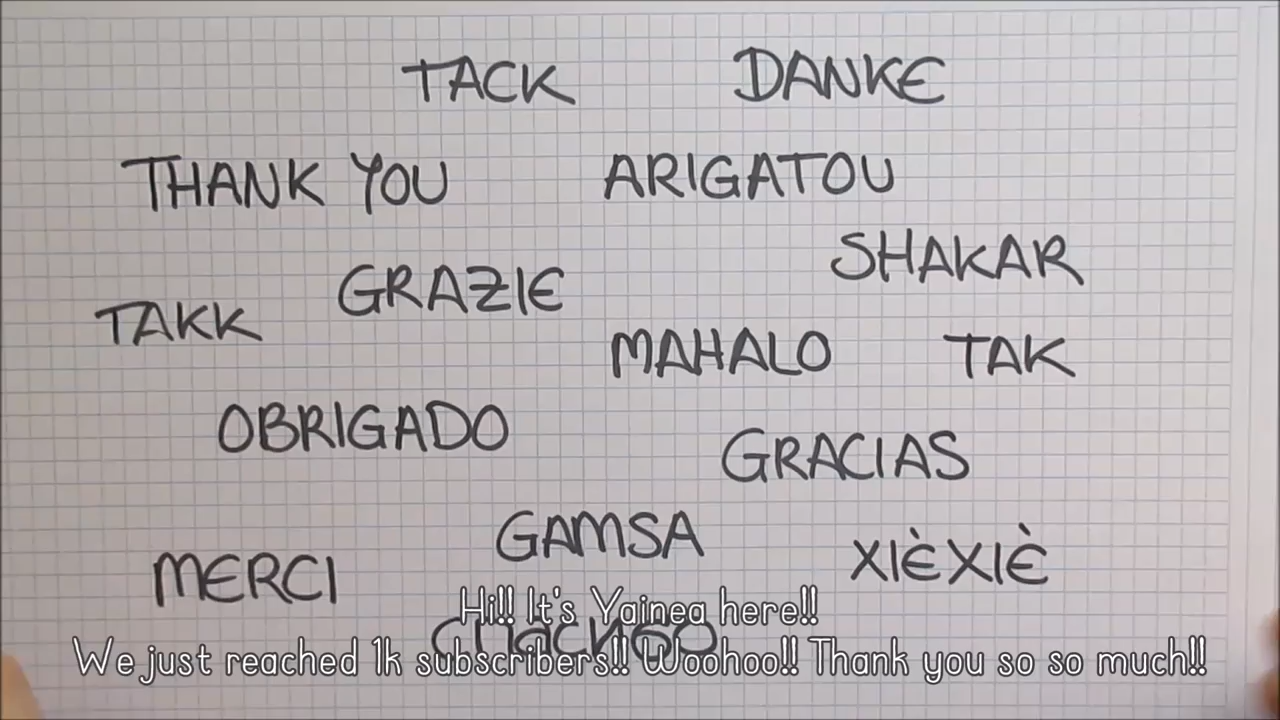 TACK DANKE
THANK YOU ARIGATOU
SHAKAR
GRAZIE
TAKK
MAHALO TAK
OBRIGADO
GRACIAS
GAMSA
XIÈXIÈ
MERCI
Hi!! It's Yainea here!!
спасибо
We just reached 1k subscribers!! Woohoo!! Thank you so so much!!